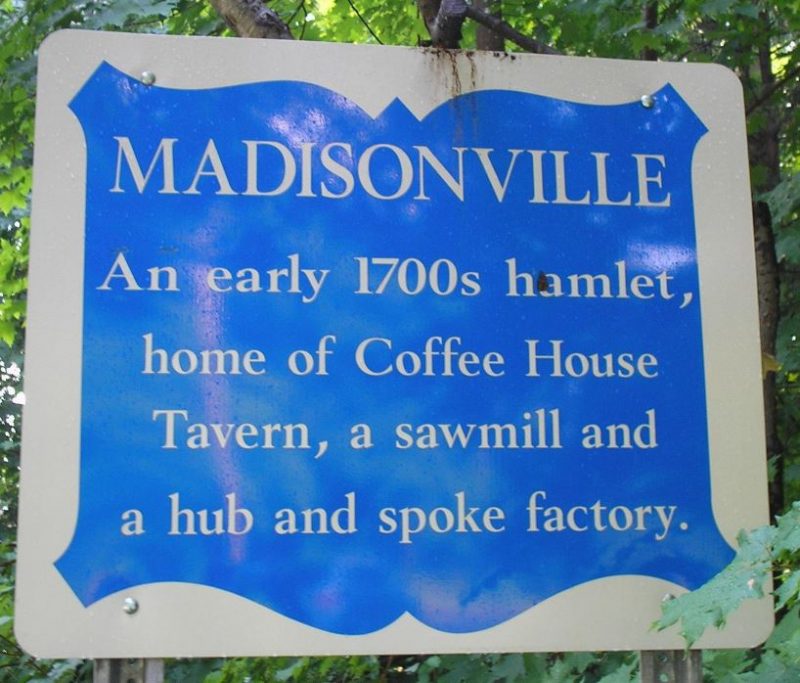 MADISONVILLE
An early 1700s hamlet,
home of Coffee House
Tavern, a sawmill and
a hub and spoke factory.